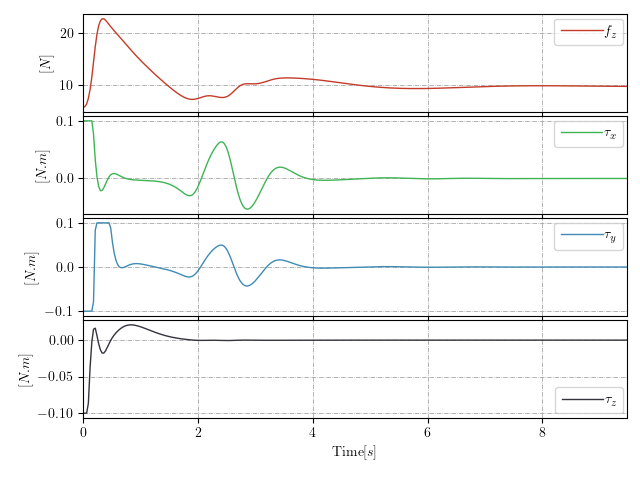 20
10
[N]
f_z
0.1
0.0
[N.m]
τ_x
0.1
0.0
−0.1
[N.m]
τ_y
0.00
−0.05
−0.10
[N.m]
τ_z
0 2 4 6 8
Time[s]